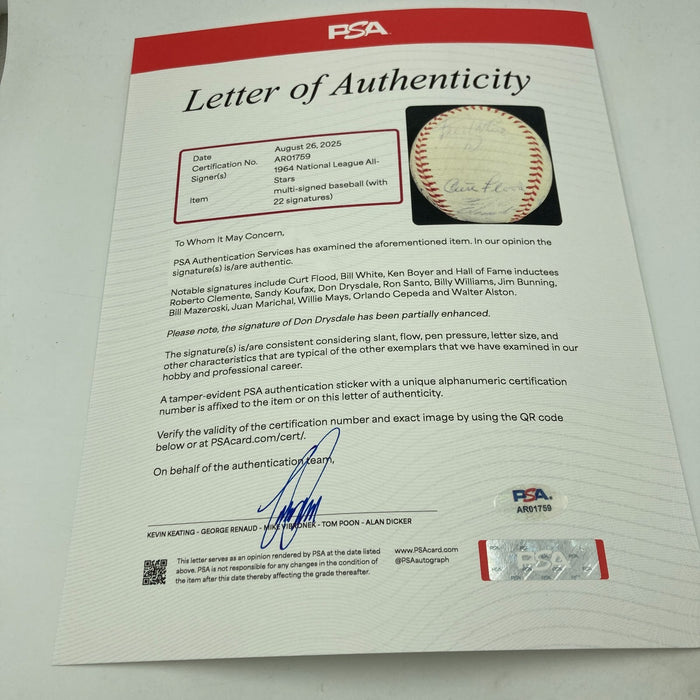 PSA
Letter of Authenticity
Date August 26, 2025
Certification No. AR01759
Signer(s) 1964 National League All-
Stars
Item multi-signed baseball (with
22 signatures)
Curt Flood
To Whom It May Concern,
PSA Authentication Services has examined the aforementioned item. In our opinion the
signature(s) is/are authentic.
Notable signatures include Curt Flood, Bill White, Ken Boyer and Hall of Fame inductees
Roberto Clemente, Sandy Koufax, Don Drysdale, Ron Santo, Billy Williams, Jim Bunning,
Bill Mazeroski, Juan Marichal, Willie Mays, Orlando Cepeda and Walter Alston.
Please note, the signature of Don Drysdale has been partially enhanced.
The signature(s) is/are consistent considering slant, flow, pen pressure, letter size, and
other characteristics that are typical of the other exemplars that we have examined in our
hobby and professional career.
A tamper-evident PSA authentication sticker with a unique alphanumeric certification
number is affixed to the item or on this letter of authenticity.
Verify the validity of the certification number and exact image by using the QR code
below or at PSAcard.com/cert/.
On behalf of the authentication team,
KEVIN KEATING - GEORGE RENAUD - MIKE - TOM POON - ALAN DICKER
PSA
AR01759
This letter serves as an opinion rendered by PSA at the date listed
above. PSA is not responsible for any changes in the condition of
the item after this date thereby affecting the grade thereafter.
www.PSAcard.com
@PSAautograph
PSA